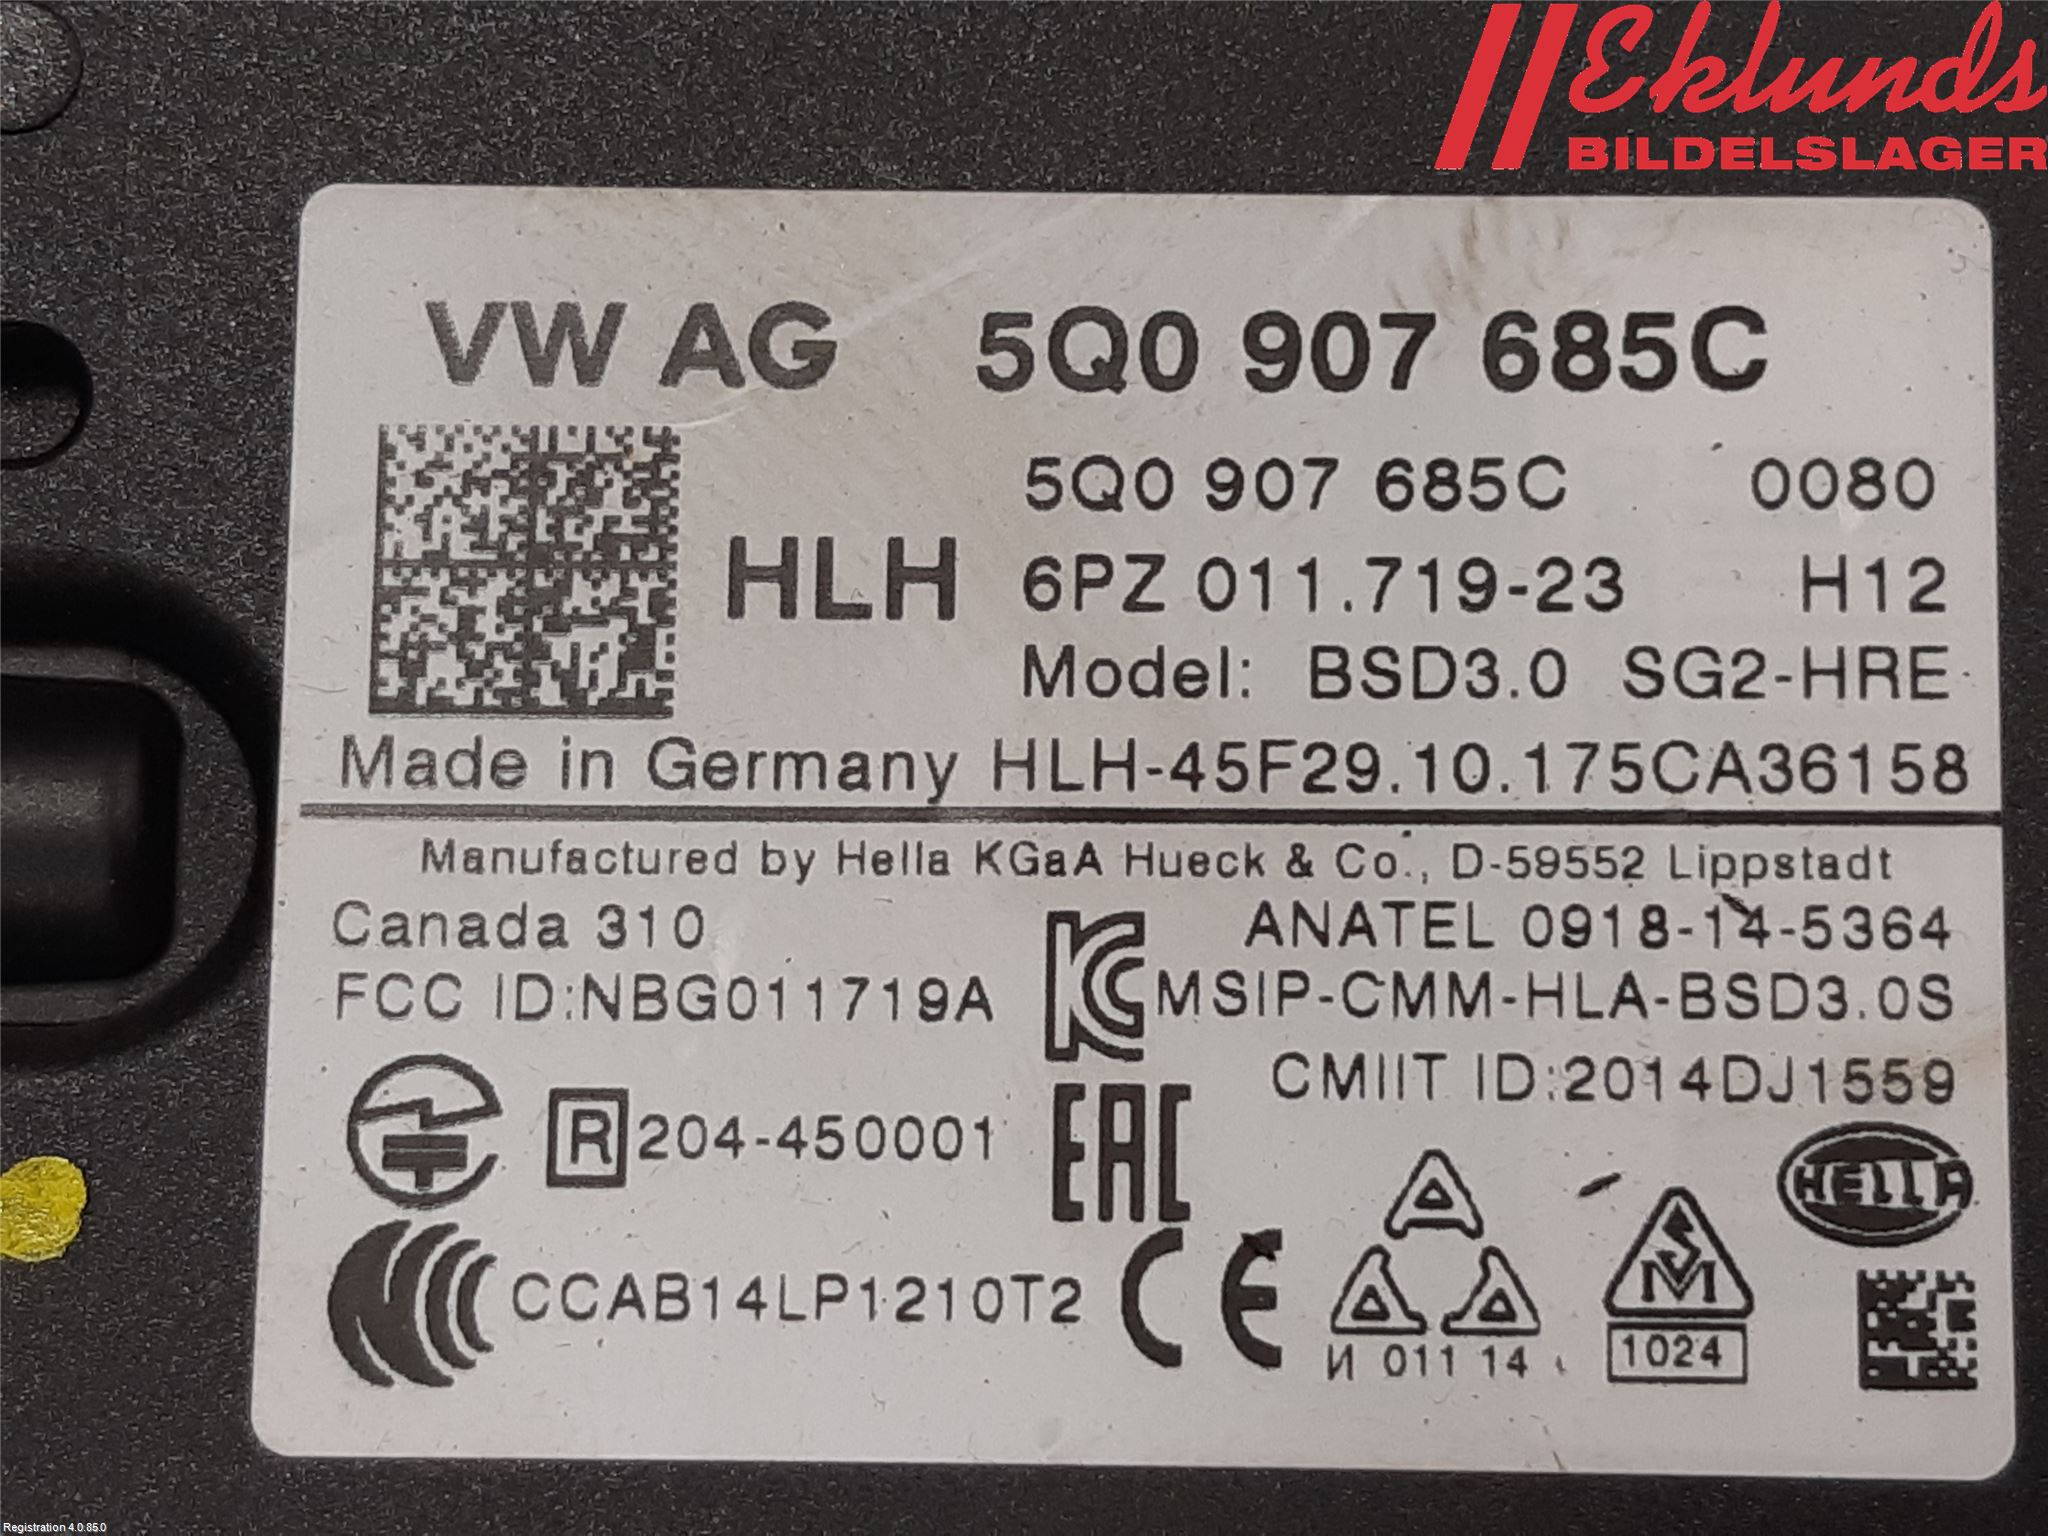 Eklunds
BILDELSLAGER
VW AG 5Q0 907 685C
5Q0 907 685C 0080
HLH 6PZ 011.719-23 H12
Model: BSD3.0 SG2-HRE
Made in Germany HLH-45F29.10.175CA36158
Manufactured by Hella KGaA Hueck & Co., D-59552 Lippstadt
Canada 310 ANATEL 0918-14-5364
FCC ID:NBG011719A MSIP-CMM-HLA-BSD3.0S
CMIIT ID:2014DJ1559
R 204-450001 EAC
HELLA
CCAB14LP1210T2 CE
И 011 14
1024
Registration 4.0.85.0